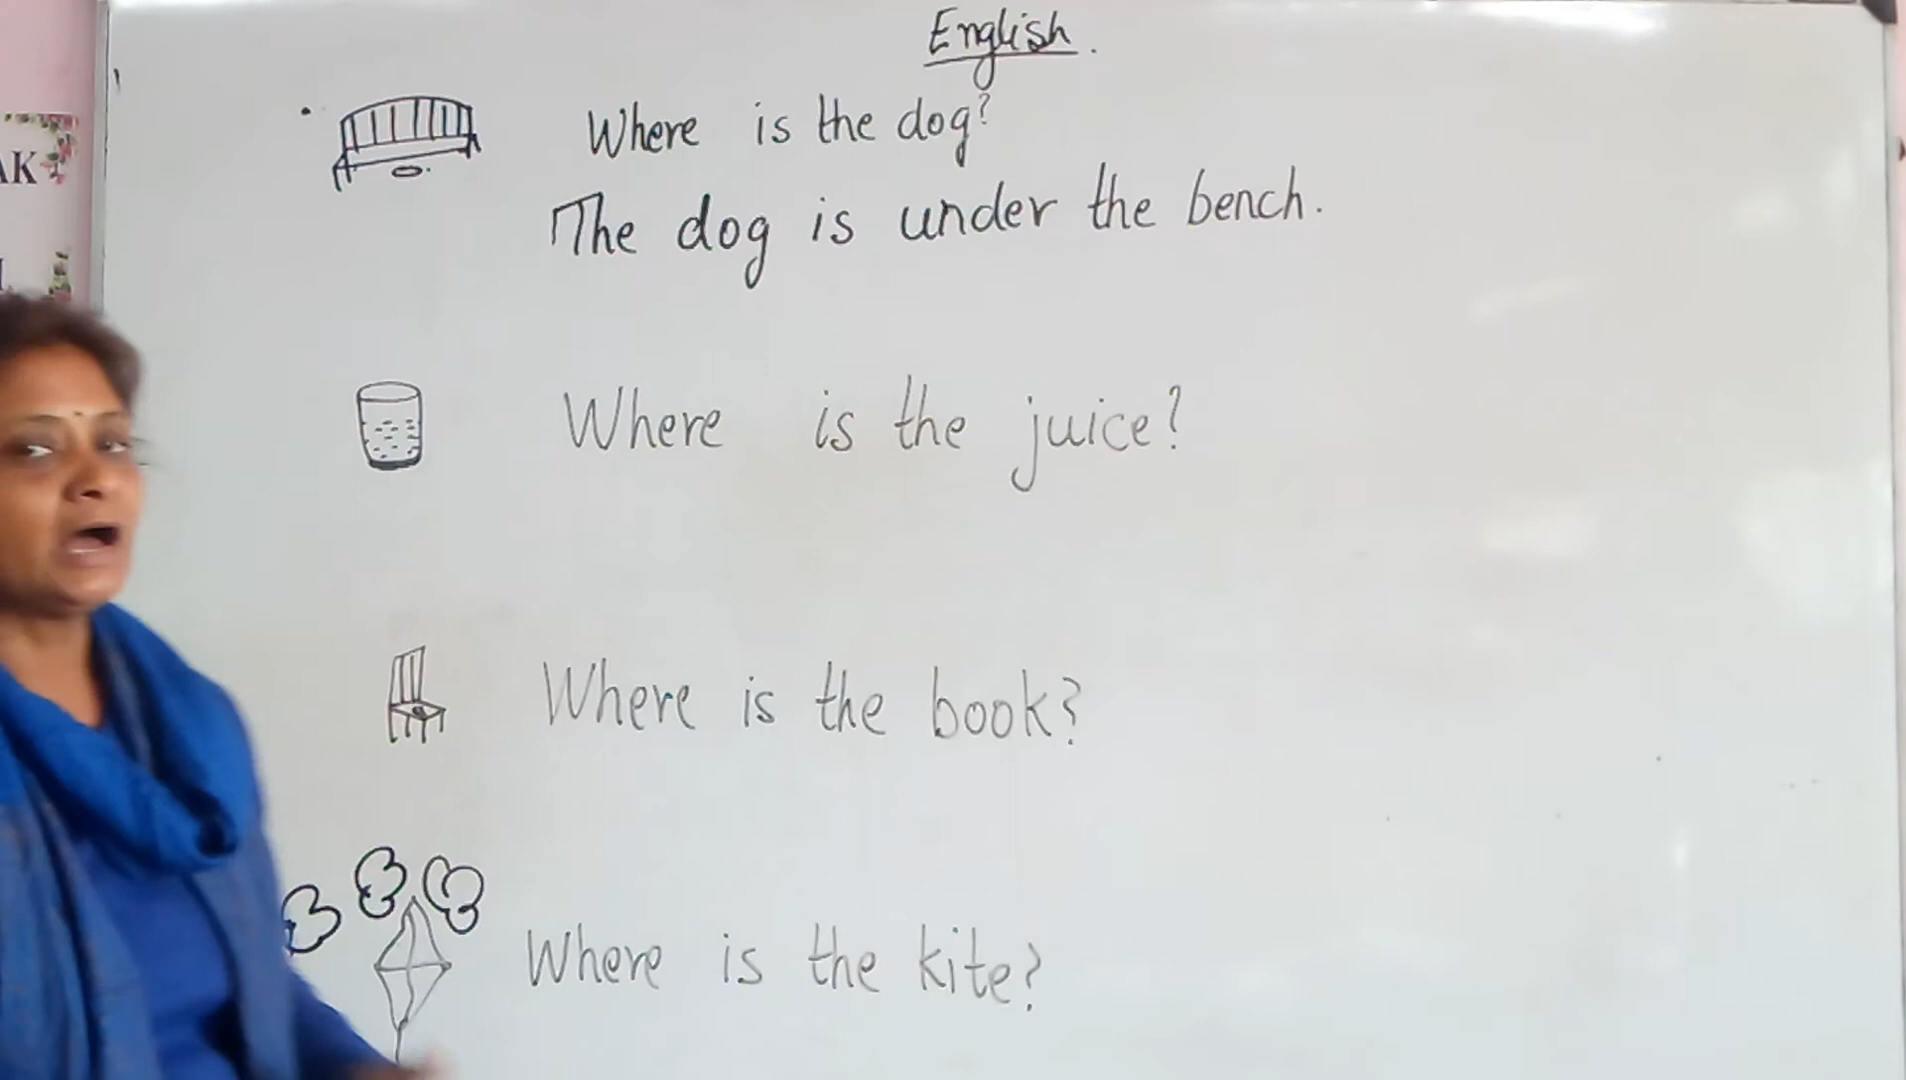 English.
Where is the dog?
The dog is under the bench.
Where is the juice?
Where is the book?
Where is the kite?